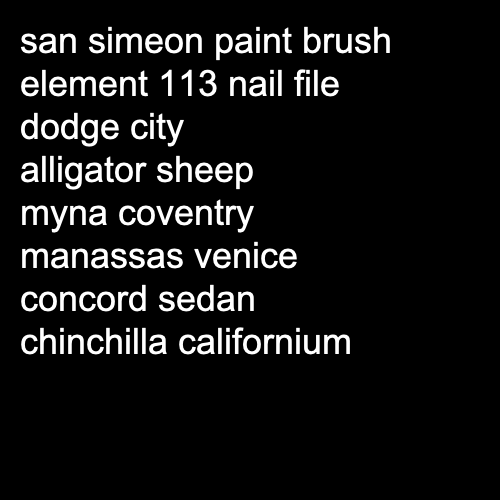 san simeon paint brush
element 113 nail file
dodge city
alligator sheep
myna coventry
manassas venice
concord sedan
chinchilla californium